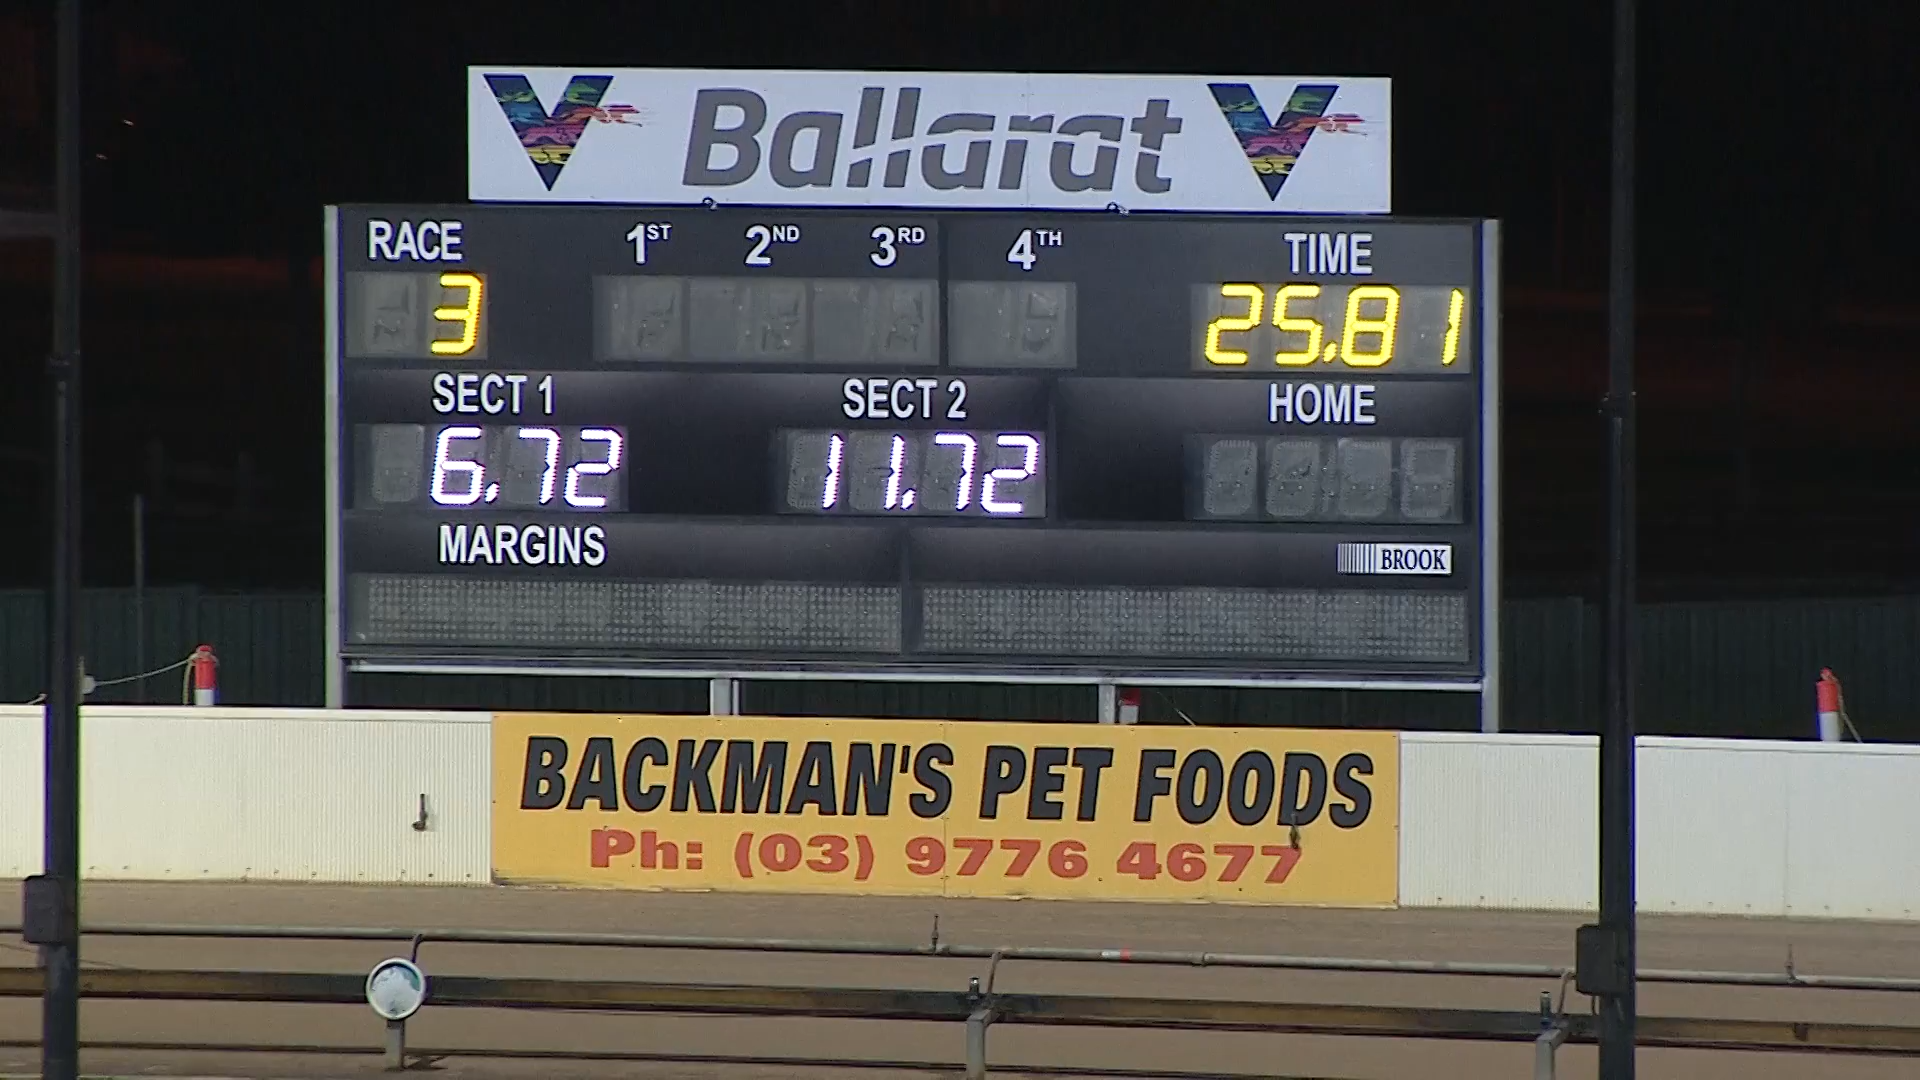 Ballarat
RACE 1ST 2ND 3RD 4TH TIME
3 25.81
SECT 1 SECT 2 HOME
6.72 11.72
MARGINS BROOK
BACKMAN'S PET FOODS
Ph: (03) 9776 4677